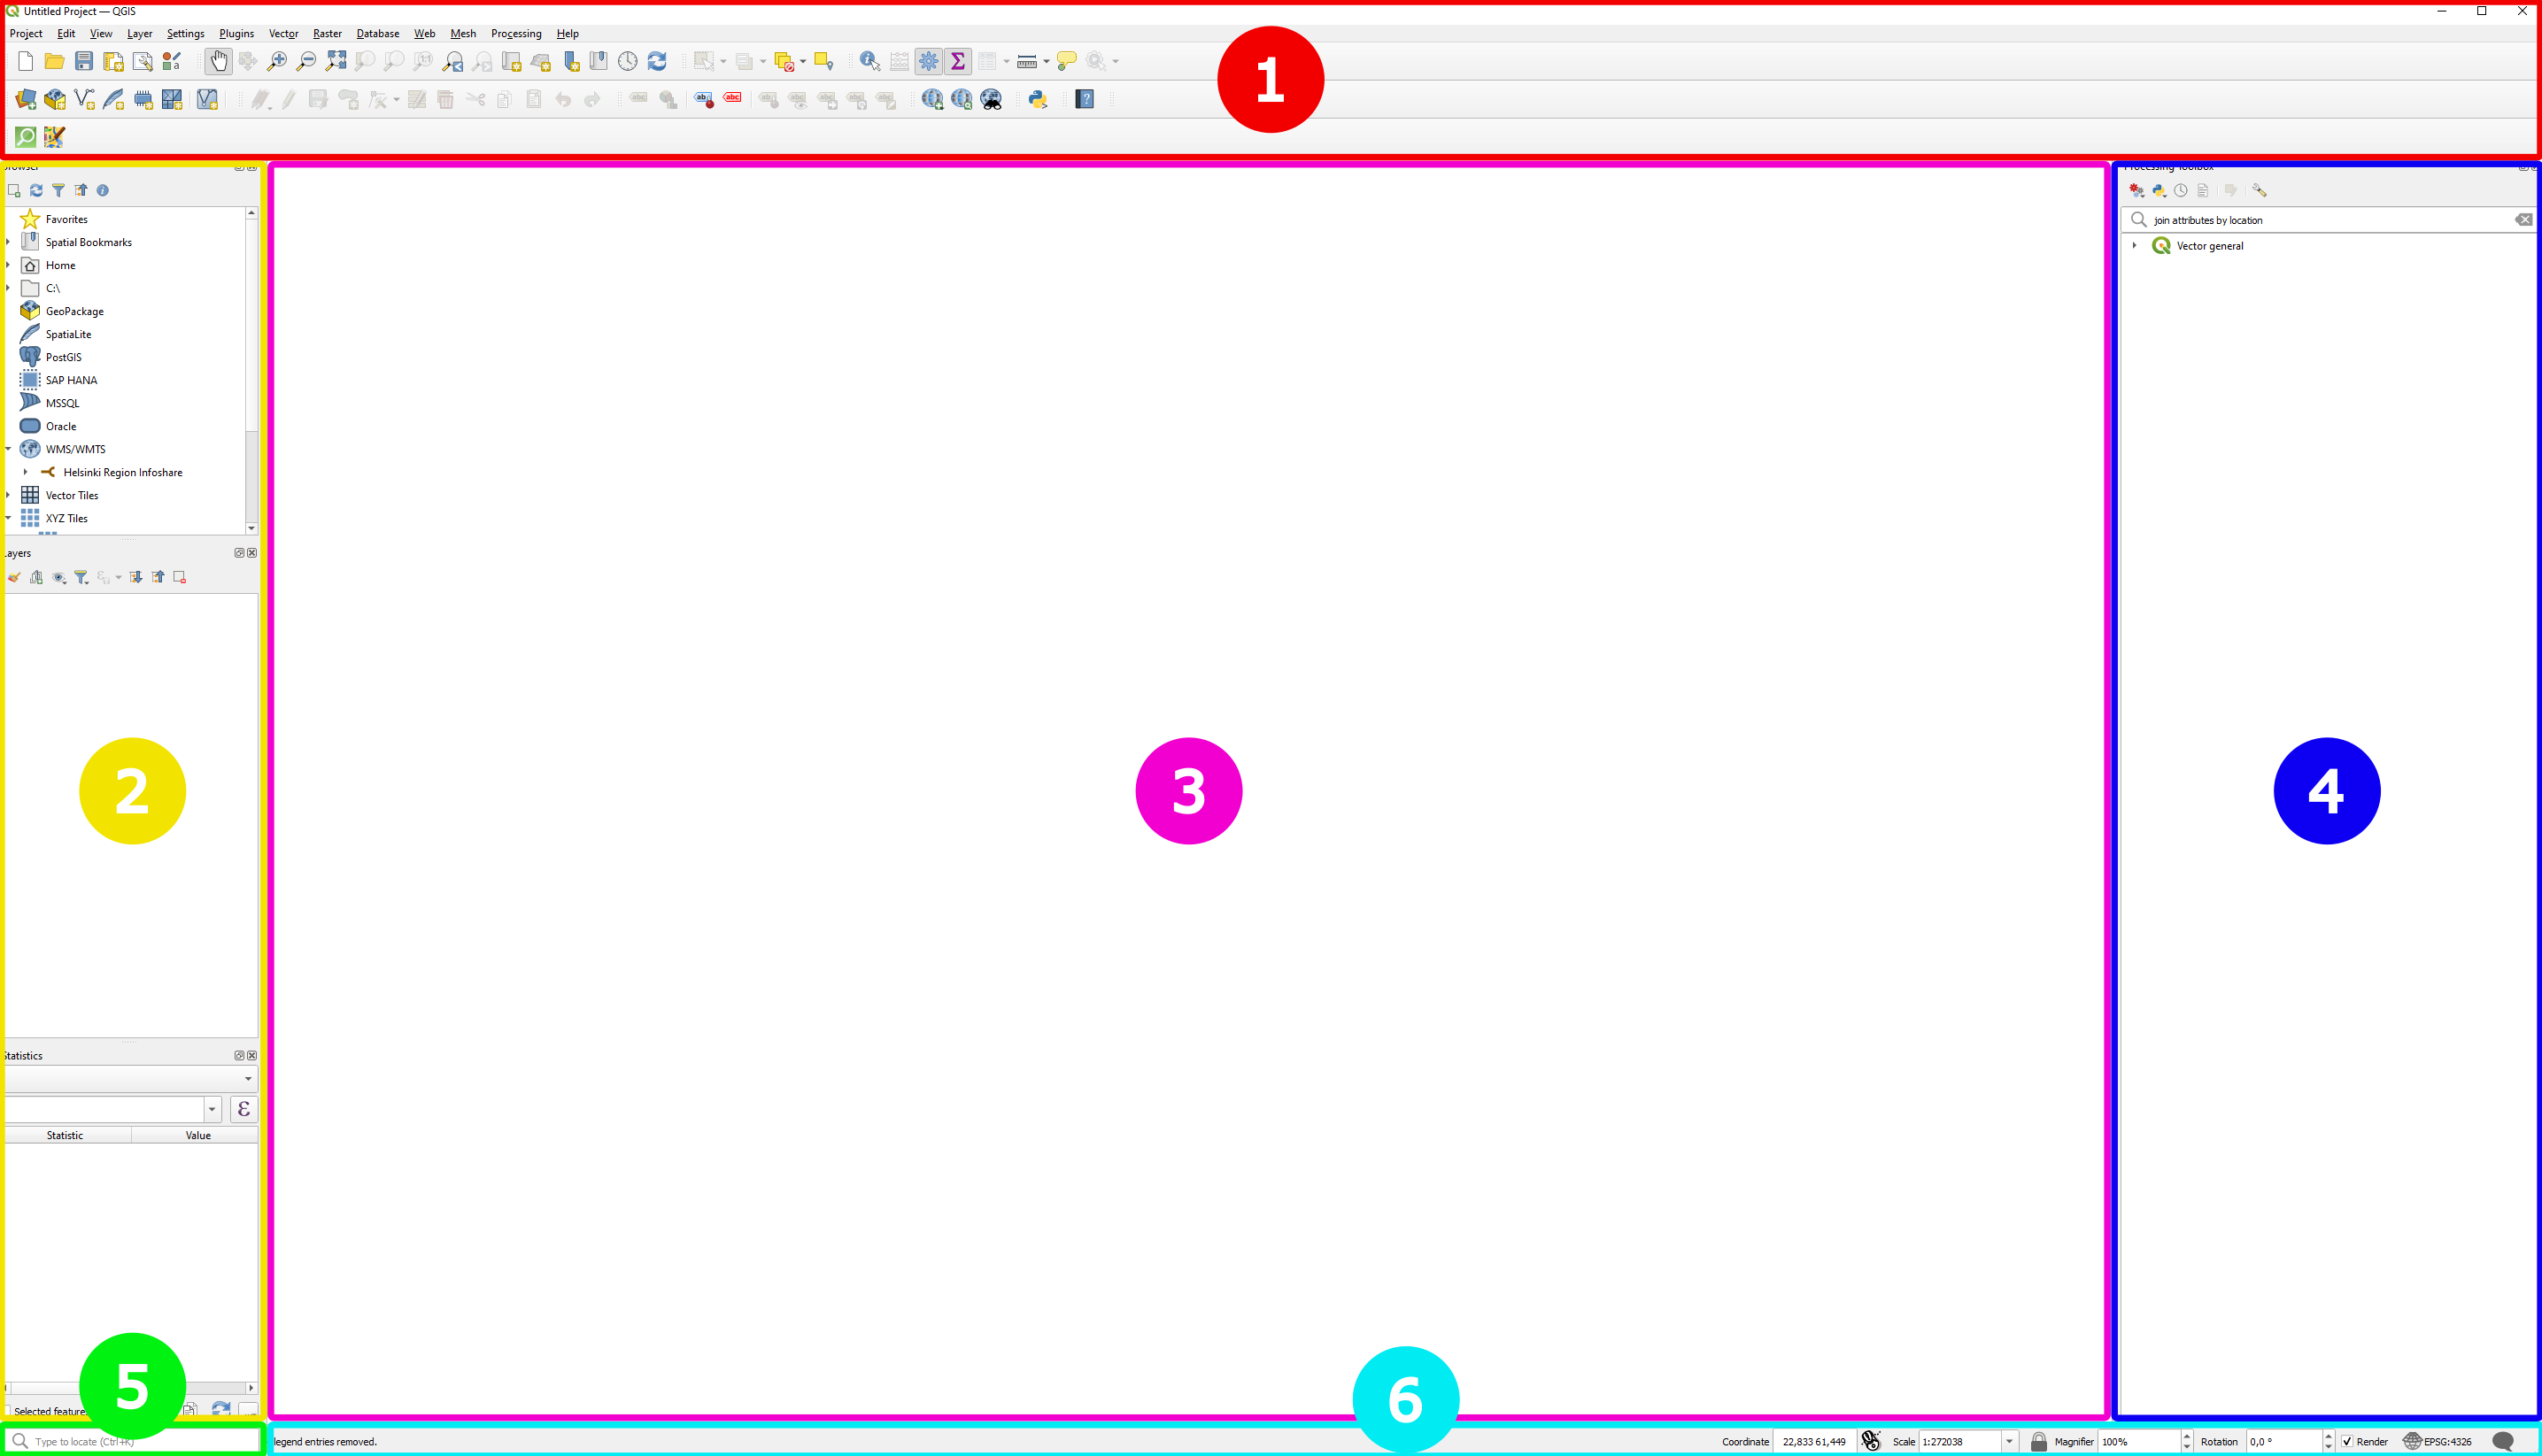 Untitled Project — QGIS
Project Edit View Layer Settings Plugins Vector Raster Database Web Mesh Processing Help
1
Favorites
Spatial Bookmarks
Home
C:\
GeoPackage
SpatiaLite
PostGIS
SAP HANA
MSSQL
Oracle
WMS/WMTS
Helsinki Region Infoshare
Vector Tiles
XYZ Tiles
ayers
2
Statistics
ε
Statistic Value
5
Selected feature
Type to locate (Ctrl+K)
3
Processing Toolbox
join attributes by location
Vector general
4
6
legend entries removed.
Coordinate 22,833 61,449 Scale 1:272038 Magnifier 100% Rotation 0,0 ° Render EPSG:4326